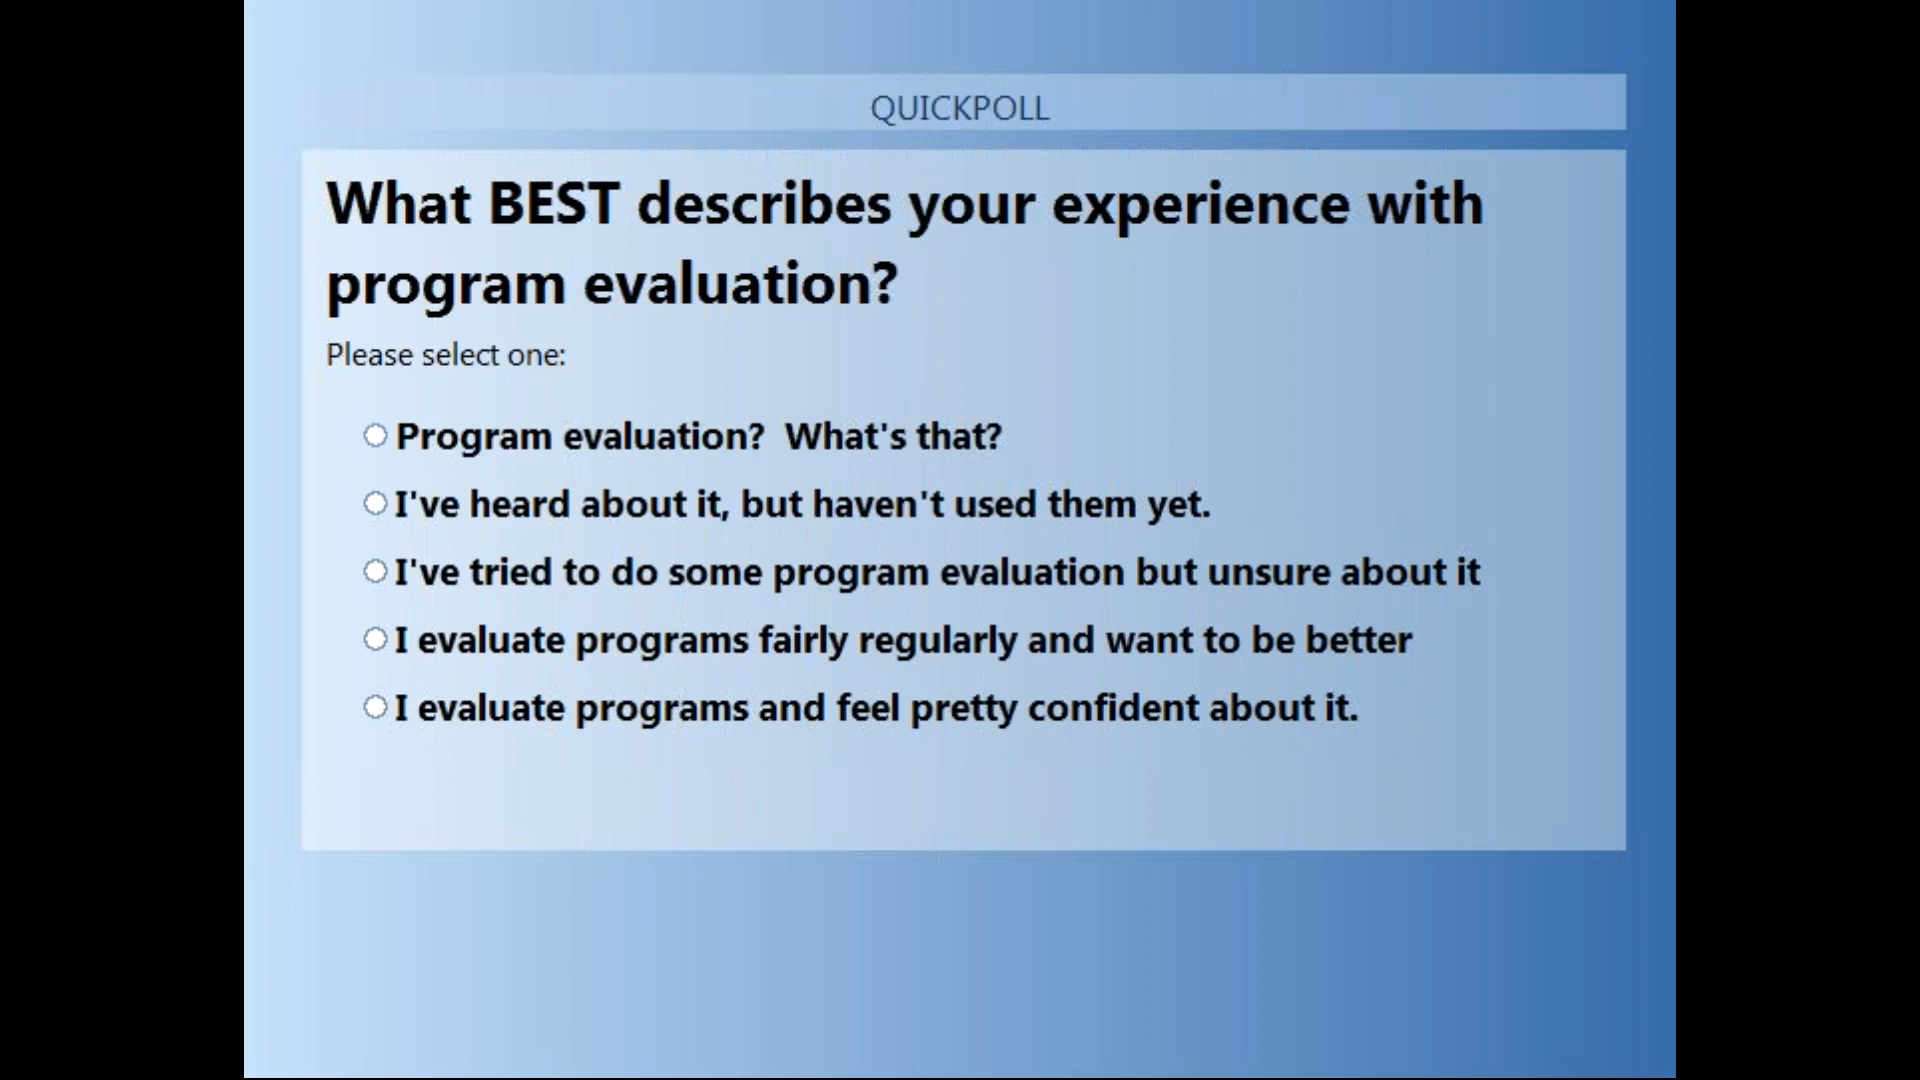 QUICKPOLL
What BEST describes your experience with
program evaluation?
Please select one:
Program evaluation?  What's that?
I've heard about it, but haven't used them yet.
I've tried to do some program evaluation but unsure about it
I evaluate programs fairly regularly and want to be better
I evaluate programs and feel pretty confident about it.